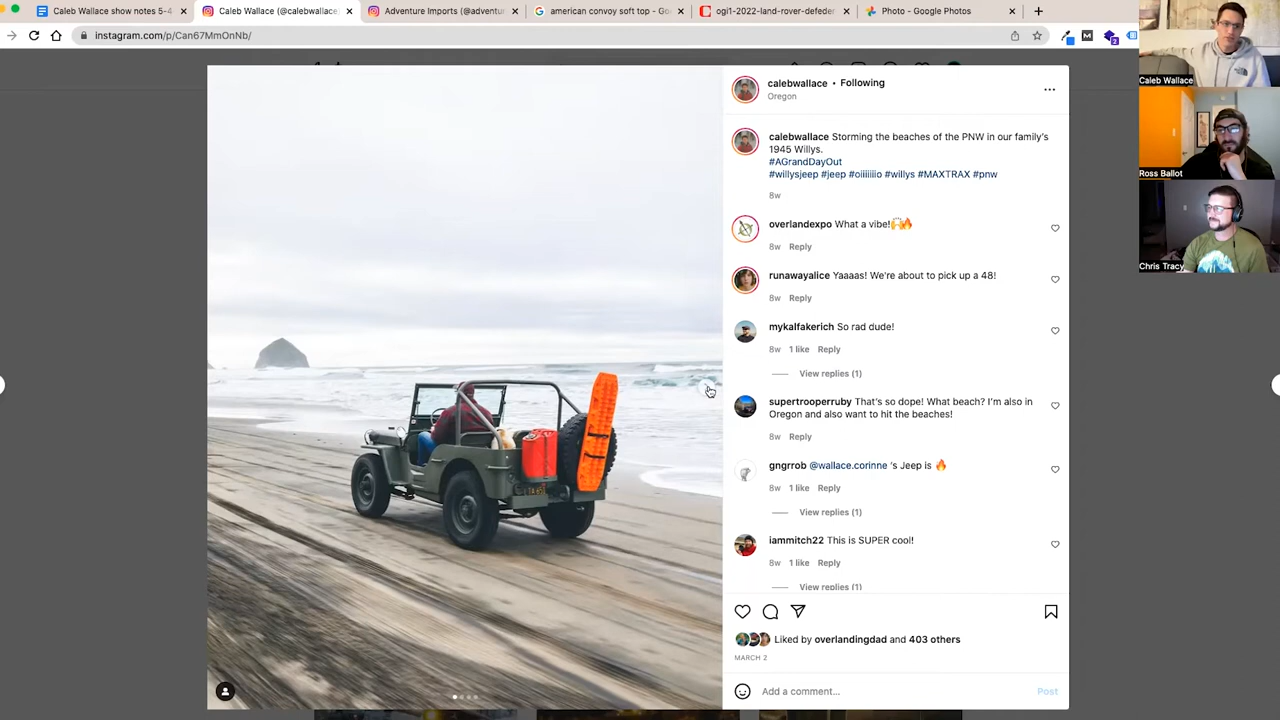 Caleb Wallace show notes 5-4
Caleb Wallace (@calebwallace,
Adventure Imports (@adventur
american convoy soft top - Go
ogi1-2022-land-rover-defeder
Photo - Google Photos
instagram.com/p/Can67MmOnNb/
Caleb Wallace
Ross Ballot
Chris Tracy
calebwallace • Following
Oregon
calebwallace Storming the beaches of the PNW in our family's
1945 Willys.
#AGrandDayOut
#willysjeep #jeep #oiiiiiiio #willys #MAXTRAX #pnw
8w
overlandexpo What a vibe!🙌🔥
8w Reply
runawayalice Yaaaas! We're about to pick up a 48!
8w Reply
mykalfakerich So rad dude!
8w 1 like Reply
View replies (1)
supertrooperruby That's so dope! What beach? I'm also in
Oregon and also want to hit the beaches!
8w Reply
gngrrob @wallace.corinne 's Jeep is 🔥
8w 1 like Reply
View replies (1)
iammitch22 This is SUPER cool!
8w 1 like Reply
View replies (1)
Liked by overlandingdad and 403 others
MARCH 2
Add a comment...
Post